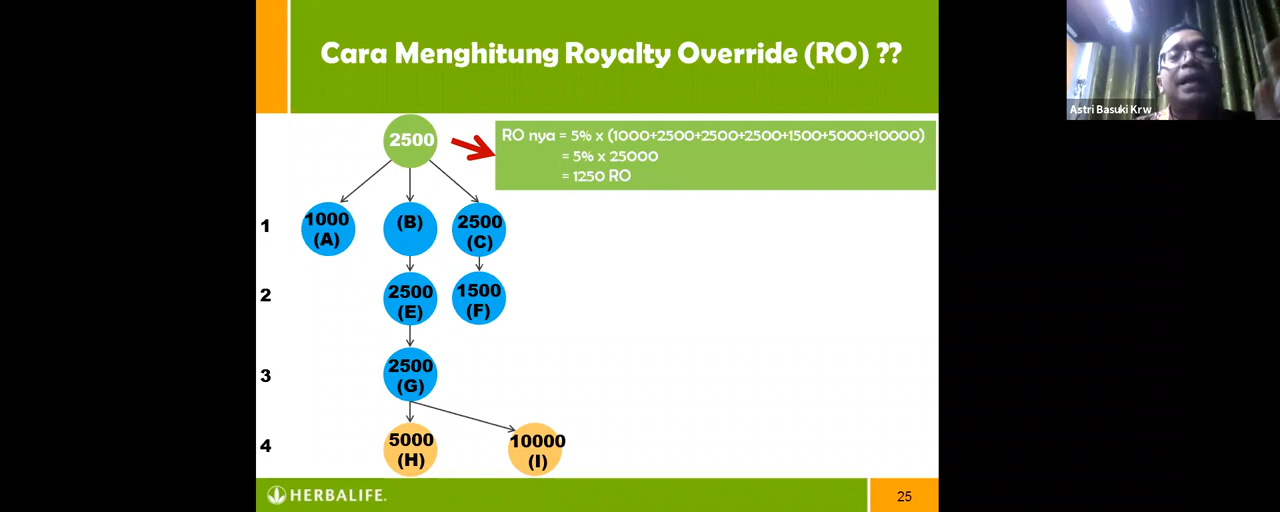 Cara Menghitung Royalty Override (RO) ??
Astri Basuki Krw
2500
RO nya = 5% x (1000+2500+2500+2500+1500+5000+10000)
= 5% x 25000
= 1250 RO
1
1000
(A)
(B)
2500
(C)
2
2500
(E)
1500
(F)
3
2500
(G)
4
5000
(H)
10000
(I)
HERBALIFE.
25